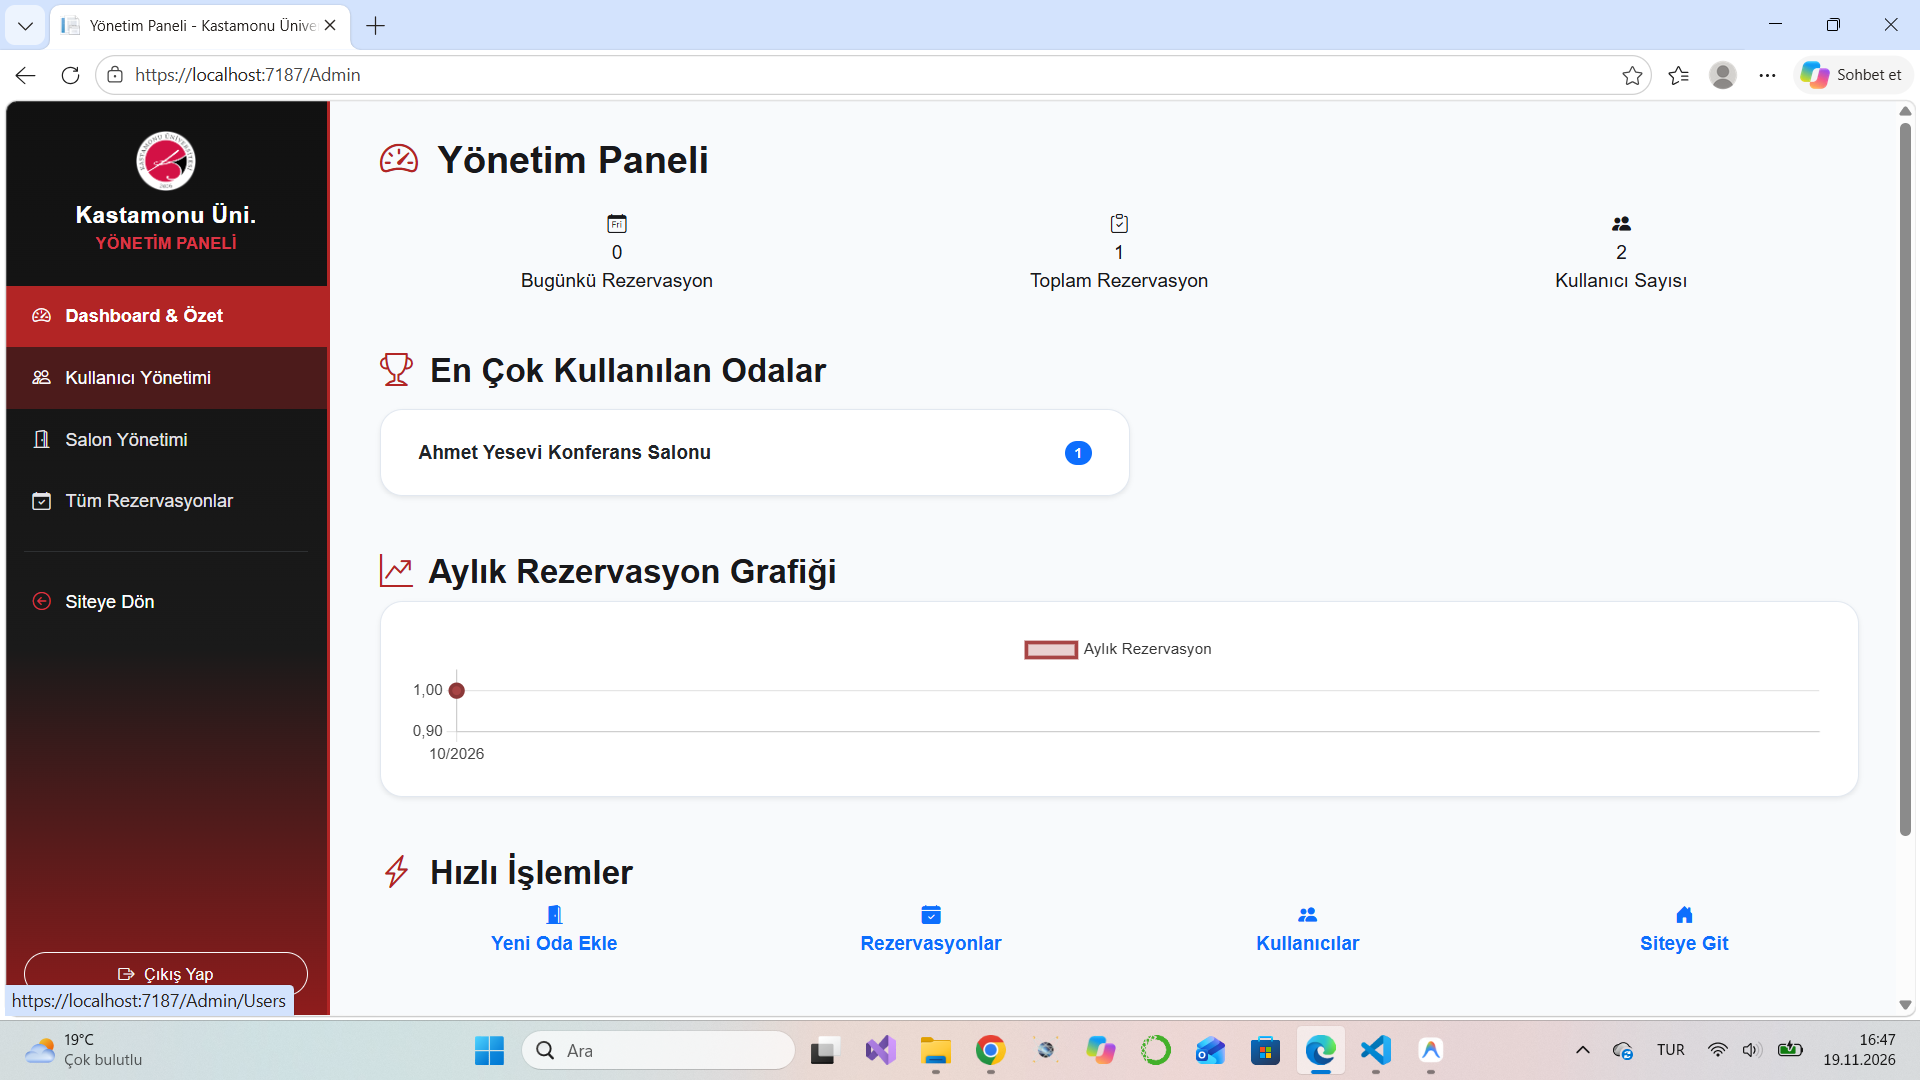 Yönetim Paneli - Kastamonu Ünive
https://localhost:7187/Admin
Sohbet et
Kastamonu Üni.
YÖNETİM PANELİ
Dashboard & Özet
Kullanıcı Yönetimi
Salon Yönetimi
Tüm Rezervasyonlar
Siteye Dön
Çıkış Yap
https://localhost:7187/Admin/Users
Yönetim Paneli
Fri
0
Bugünkü Rezervasyon
1
Toplam Rezervasyon
2
Kullanıcı Sayısı
En Çok Kullanılan Odalar
Ahmet Yesevi Konferans Salonu
1
Aylık Rezervasyon Grafiği
Aylık Rezervasyon
1,00
0,90
10/2026
Hızlı İşlemler
Yeni Oda Ekle
Rezervasyonlar
Kullanıcılar
Siteye Git
19°C
Çok bulutlu
Ara
TUR
16:47
19.11.2026